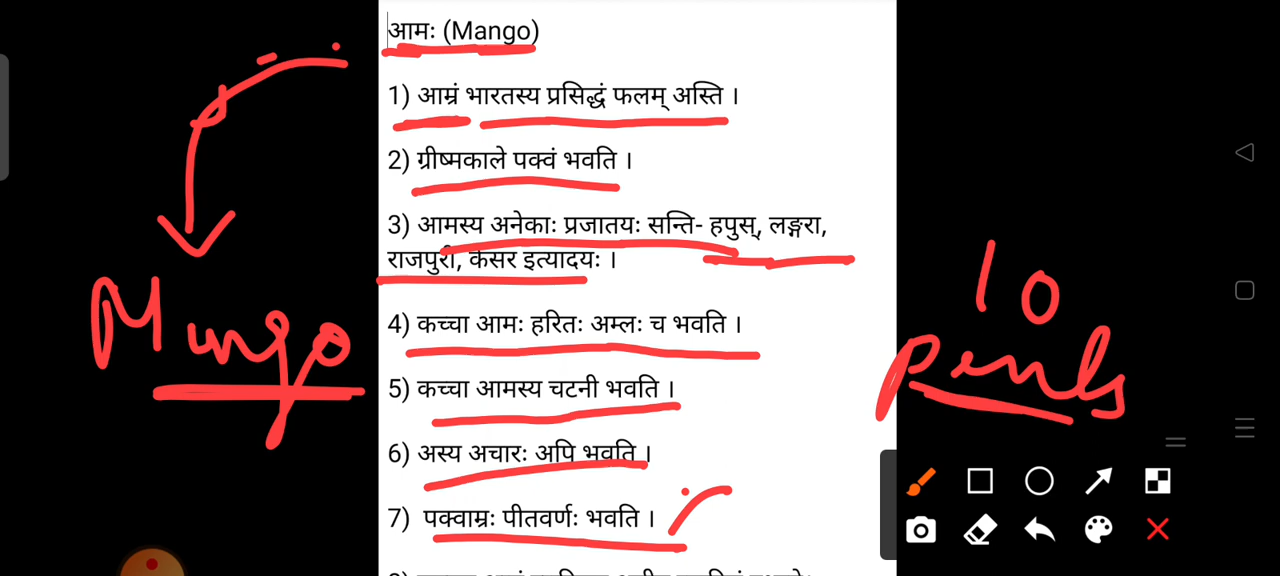 आमः (Mango)
1) आम्रं भारतस्य प्रसिद्धं फलम् अस्ति ।
2) ग्रीष्मकाले पक्वं भवति ।
3) आमस्य अनेकाः प्रजातयः सन्ति- हपुस्, लङ्गरा,
राजपुरी, केसर इत्यादयः ।
4) कच्चा आमः हरितः अम्लः च भवति ।
5) कच्चा आमस्य चटनी भवति ।
6) अस्य अचारः अपि भवति ।
7) पक्वाम्रः पीतवर्णः भवति ।
Mango
10